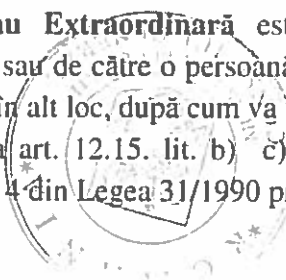 au Extraordinară est
sau de către o persoană
în alt loc, după cum va
art. 12.15. lit. b) c)
4 din Legea 31/1990 p